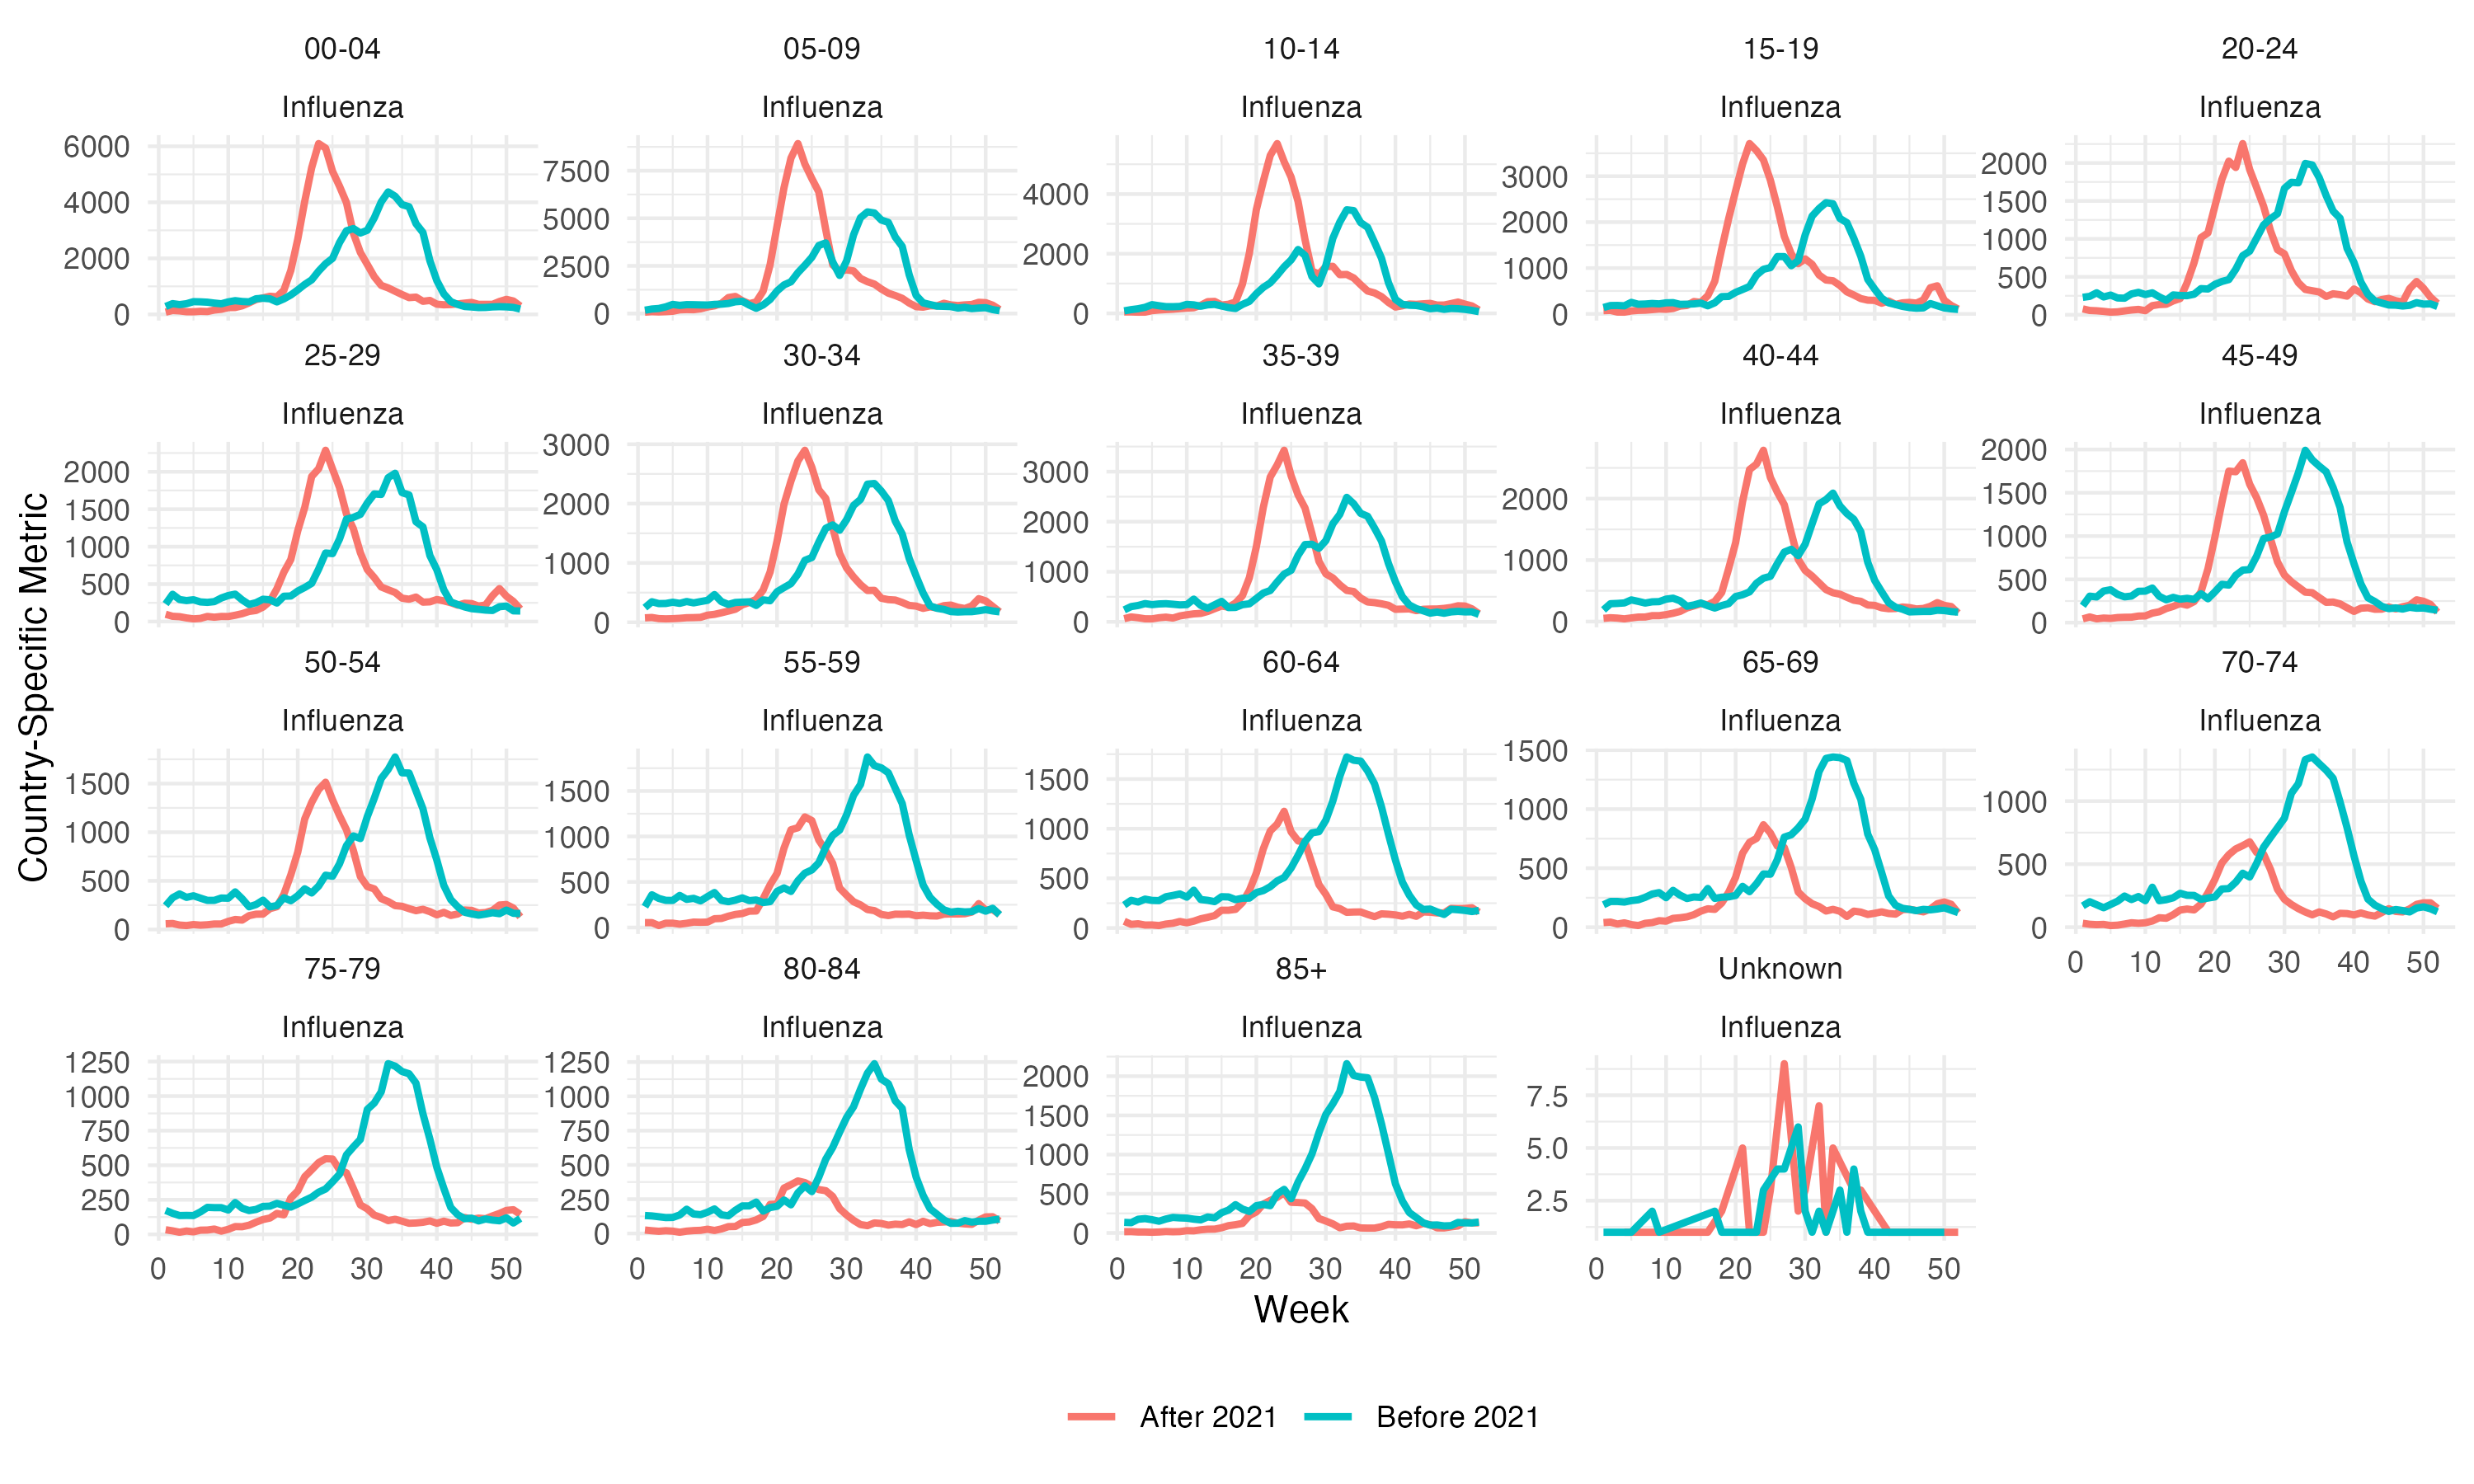 00-04 05-09 10-14 15-19 20-24
Influenza Influenza Influenza Influenza Influenza
6000 4000 2000 0
7500 5000 2500 0
4000 2000 0
3000 2000 1000 0
2000 1500 1000 500 0
25-29 30-34 35-39 40-44 45-49
Influenza Influenza Influenza Influenza Influenza
2000 1500 1000 500 0
3000 2000 1000 0
3000 2000 1000 0
2000 1000 0
2000 1500 1000 500 0
50-54 55-59 60-64 65-69 70-74
Influenza Influenza Influenza Influenza Influenza
1500 1000 500 0
1500 1000 500 0
1500 1000 500 0
1500 1000 500 0
1000 500 0
0 10 20 30 40 50
75-79 80-84 85+ Unknown
Influenza Influenza Influenza Influenza
1250 1000 750 500 250 0
1250 1000 750 500 250 0
2000 1500 1000 500 0
7.5 5.0 2.5
0 10 20 30 40 50 0 10 20 30 40 50 0 10 20 30 40 50 0 10 20 30 40 50
Country-Specific Metric
Week
After 2021 Before 2021